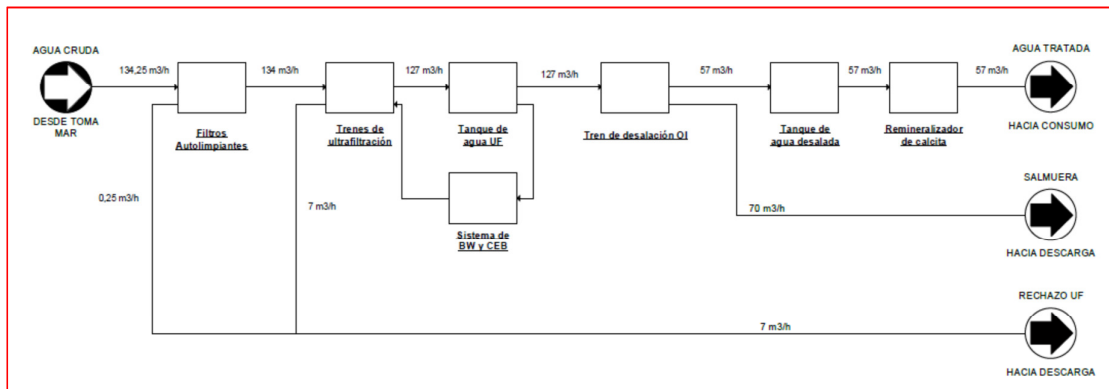 AGUA CRUDA
DESDE TOMA
MAR
134,25 m3/h
Filtros
Autolimpiantes
134 m3/h
Trenes de
ultrafiltración
127 m3/h
Tanque de
agua UF
127 m3/h
Tren de desalación OI
57 m3/h
Tanque de
agua desalada
57 m3/h
Remineralizador
de calcita
57 m3/h
AGUA TRATADA
HACIA CONSUMO
Sistema de
BW y CEB
0,25 m3/h
7 m3/h
70 m3/h
SALMUERA
HACIA DESCARGA
7 m3/h
RECHAZO UF
HACIA DESCARGA